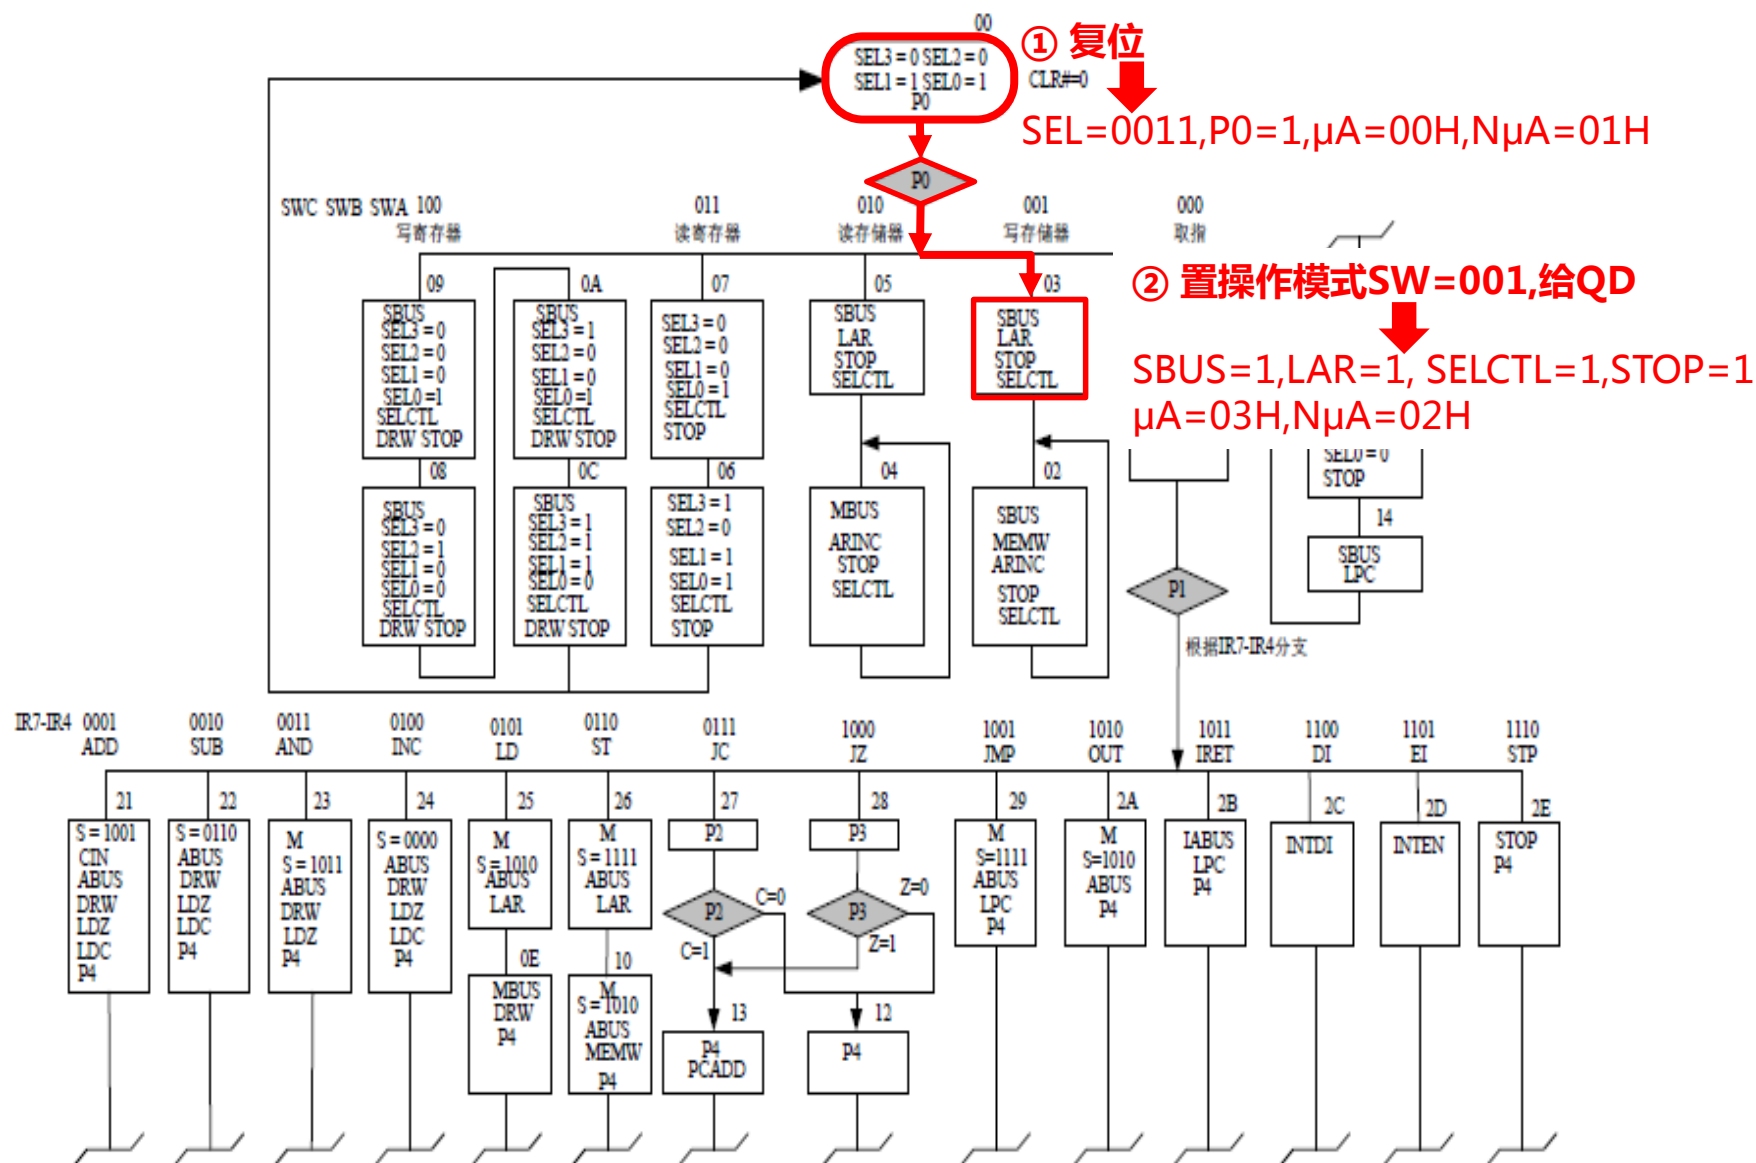 00
① 复位
SEL3 = 0 SEL2 = 0
SEL1 = 1 SEL0 = 1
P0
CLR#=0
SEL=0011,P0=1,μA=00H,NμA=01H
P0
SWC SWB SWA 100
写寄存器
011
读寄存器
010
读存储器
001
写存储器
000
取指
② 置操作模式SW=001,给QD
SBUS=1,LAR=1, SELCTL=1,STOP=1
μA=03H,NμA=02H
09
SBUS
SEL3 = 0
SEL2 = 0
SEL1 = 0
SEL0 =1
SELCTL
DRW STOP
0A
SBUS
SEL3 = 1
SEL2 = 0
SEL1 = 0
SEL0 =1
SELCTL
DRW STOP
07
SEL3 = 0
SEL2 = 0
SEL1 = 0
SEL0 = 1
SELCTL
STOP
05
SBUS
LAR
STOP
SELCTL
03
SBUS
LAR
STOP
SELCTL
08
SBUS
SEL3 = 0
SEL2 = 1
SEL1 = 0
SEL0 = 0
SELCTL
DRW STOP
0C
SBUS
SEL3 = 1
SEL2 = 1
SEL1 = 1
SEL0 = 0
SELCTL
DRW STOP
06
SEL3 = 1
SEL2 = 0
SEL1 = 1
SEL0 = 1
SELCTL
STOP
04
MBUS
ARINC
STOP
SELCTL
02
SBUS
MEMW
ARINC
STOP
SELCTL
SEL0 = 0
STOP
14
SBUS
LPC
P1
根据IR7-IR4分支
IR7-IR4 0001
ADD
0010
SUB
0011
AND
0100
INC
0101
LD
0110
ST
0111
JC
1000
JZ
1001
JMP
1010
OUT
1011
IRET
1100
DI
1101
EI
1110
STP
21
S = 1001
CIN
ABUS
DRW
LDZ
LDC
P4
22
S = 0110
ABUS
DRW
LDZ
LDC
P4
23
M
S = 1011
ABUS
DRW
LDZ
P4
24
S = 0000
ABUS
DRW
LDZ
LDC
P4
25
M
S = 1010
ABUS
LAR
26
M
S = 1111
ABUS
LAR
27
P2
28
P3
29
M
S=1111
ABUS
LPC
P4
2A
M
S=1010
ABUS
P4
2B
IABUS
LPC
P4
2C
INTDI
2D
INTEN
2E
STOP
P4
P2
C=0
C=1
P3
Z=0
Z=1
0E
MBUS
DRW
P4
10
M
S = 1010
ABUS
MEMW
P4
13
P4
PCADD
12
P4